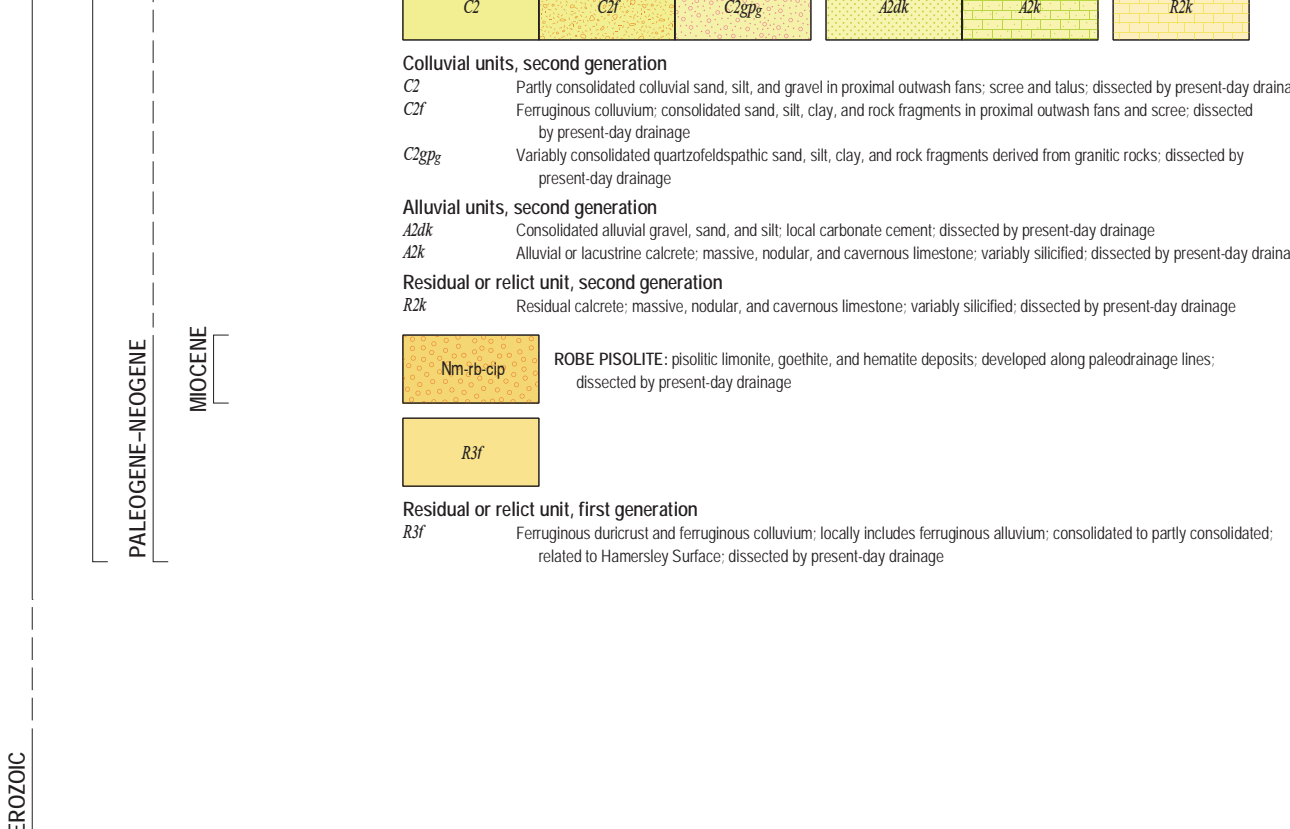 C2 C2f C2gpg A2dk A2k R2k
Colluvial units, second generation
C2 Partly consolidated colluvial sand, silt, and gravel in proximal outwash fans; scree and talus; dissected by present-day draina
C2f Ferruginous colluvium; consolidated sand, silt, clay, and rock fragments in proximal outwash fans and scree; dissected
by present-day drainage
C2gpg Variably consolidated quartzofeldspathic sand, silt, clay, and rock fragments derived from granitic rocks; dissected by
present-day drainage
Alluvial units, second generation
A2dk Consolidated alluvial gravel, sand, and silt; local carbonate cement; dissected by present-day drainage
A2k Alluvial or lacustrine calcrete; massive, nodular, and cavernous limestone; variably silicified; dissected by present-day draina
Residual or relict unit, second generation
R2k Residual calcrete; massive, nodular, and cavernous limestone; variably silicified; dissected by present-day drainage
PALEOGENE–NEOGENE
MIOCENE
Nm-rb-cip
ROBE PISOLITE: pisolitic limonite, goethite, and hematite deposits; developed along paleodrainage lines;
dissected by present-day drainage
R3f
Residual or relict unit, first generation
R3f Ferruginous duricrust and ferruginous colluvium; locally includes ferruginous alluvium; consolidated to partly consolidated;
related to Hamersley Surface; dissected by present-day drainage
EROZOIC